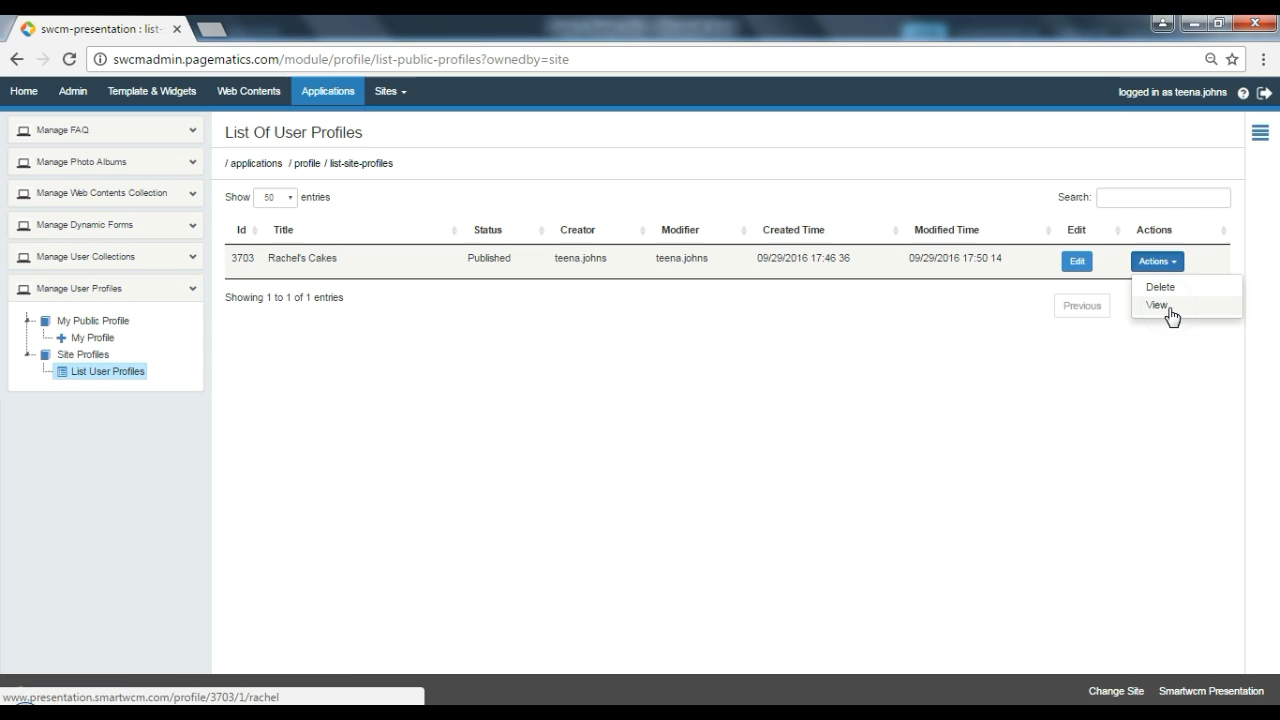 swcm-presentation : list-
swcmadmin.pagematics.com/module/profile/list-public-profiles?ownedby=site
Home Admin Template & Widgets Web Contents Applications Sites logged in as teena.johns
Manage FAQ
Manage Photo Albums
Manage Web Contents Collection
Manage Dynamic Forms
Manage User Collections
Manage User Profiles
My Public Profile
My Profile
Site Profiles
List User Profiles
List Of User Profiles
/ applications / profile / list-site-profiles
Show 50 entries Search:
Id Title Status Creator Modifier Created Time Modified Time Edit Actions
3703 Rachel's Cakes Published teena.johns teena.johns 09/29/2016 17:46 36 09/29/2016 17:50 14 Edit Actions
Delete
View
Showing 1 to 1 of 1 entries Previous
Change Site Smartwcm Presentation
www.presentation.smartwcm.com/profile/3703/1/rachel